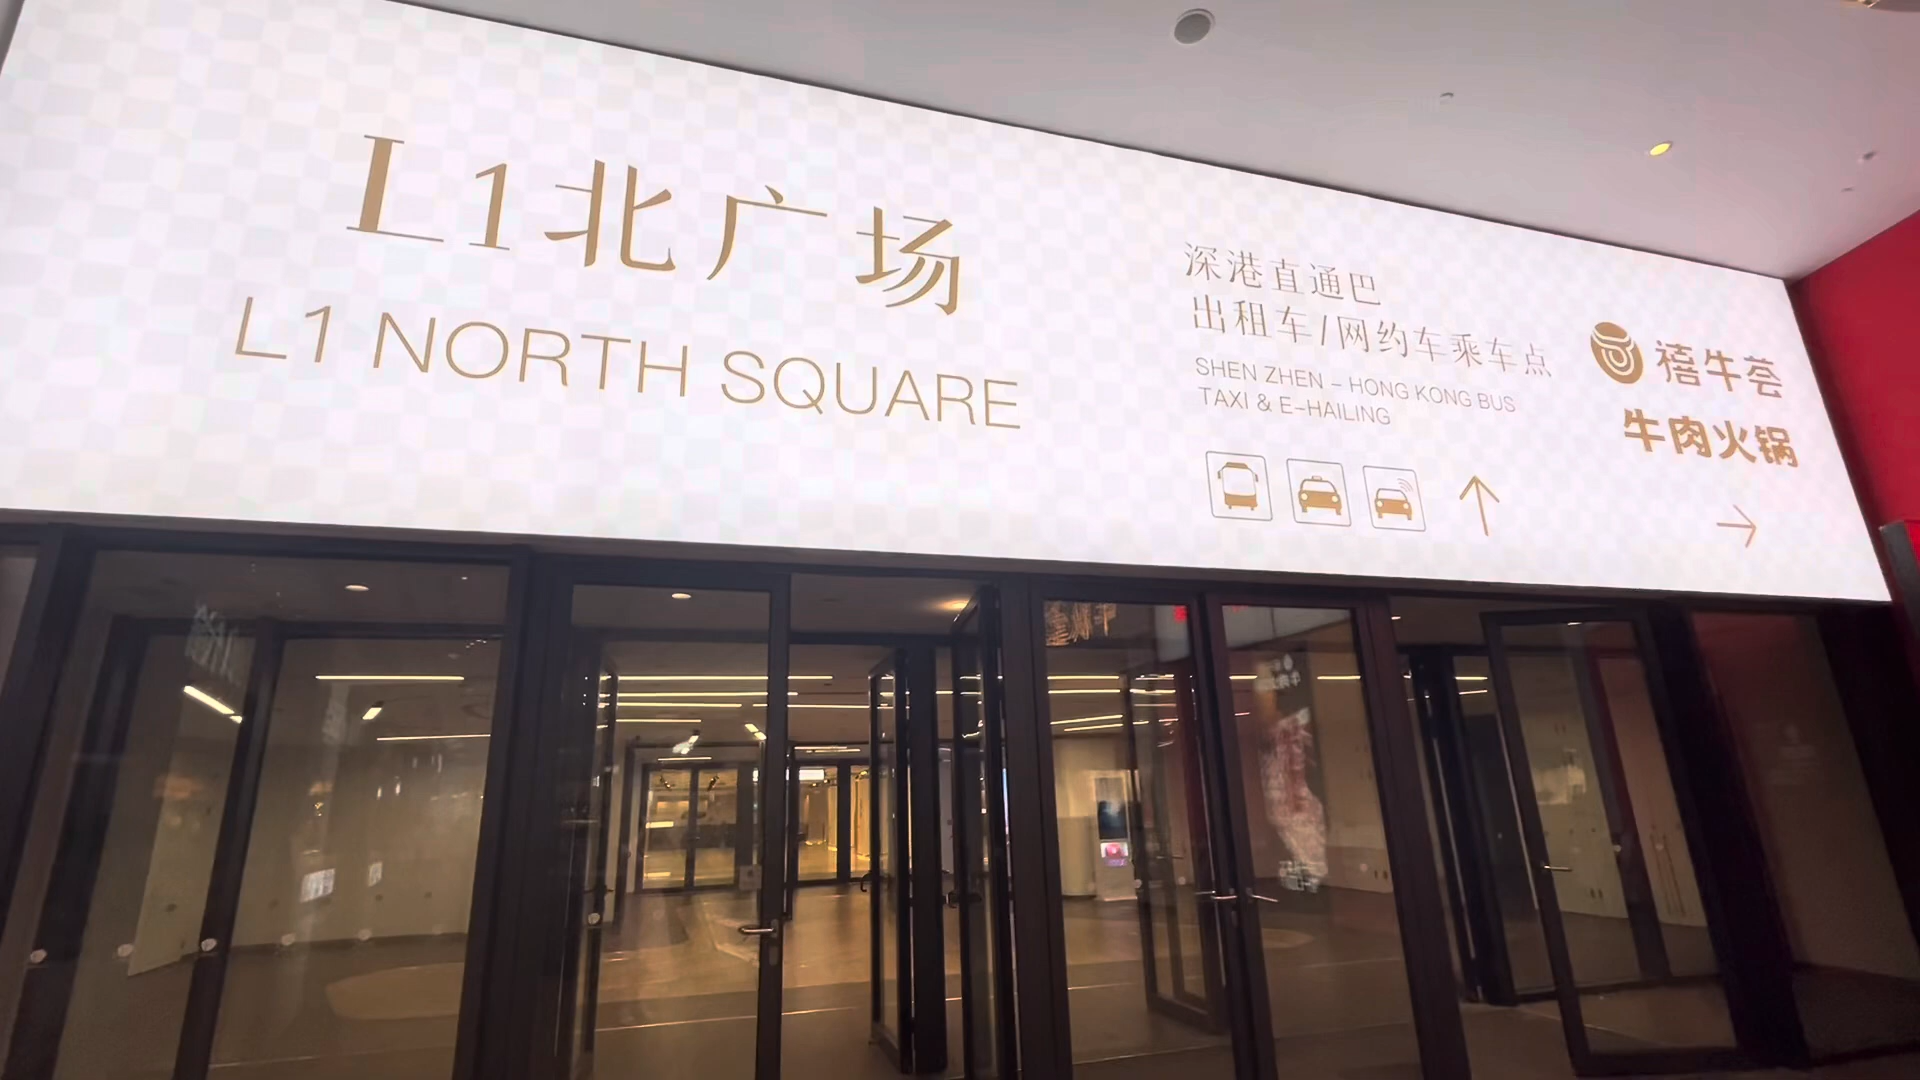 L1北广场
L1 NORTH SQUARE
深港直通巴
出租车/网约车乘车点
SHEN ZHEN – HONG KONG BUS
TAXI & E–HAILING
禧牛荟
牛肉火锅